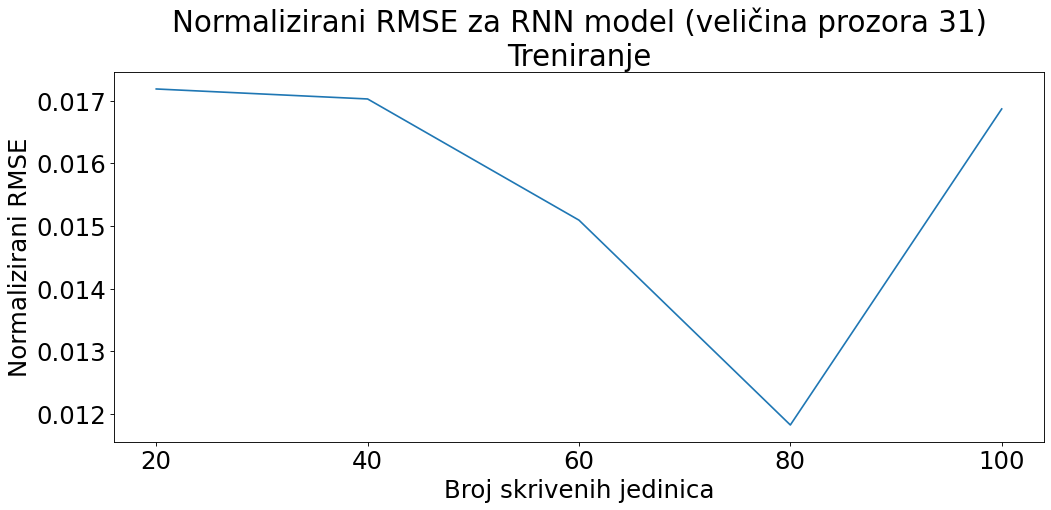 Normalizirani RMSE za RNN model (veličina prozora 31)
Treniranje
Normalizirani RMSE
0.017
0.016
0.015
0.014
0.013
0.012
20 40 60 80 100
Broj skrivenih jedinica